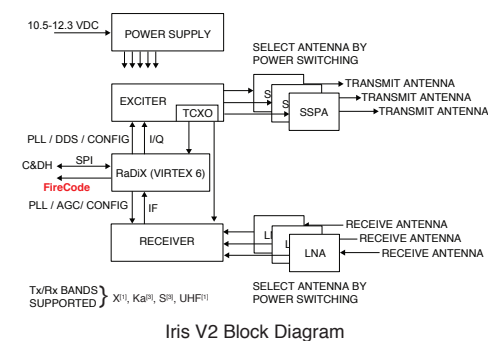 10.5-12.3 VDC
POWER SUPPLY
SELECT ANTENNA BY
POWER SWITCHING
EXCITER
TCXO
S
S
SSPA
TRANSMIT ANTENNA
TRANSMIT ANTENNA
TRANSMIT ANTENNA
PLL / DDS / CONFIG
I/Q
C&DH
SPI
FireCode
RaDiX (VIRTEX 6)
PLL / AGC/ CONFIG
IF
RECEIVER
L
L
LNA
RECEIVE ANTENNA
RECEIVE ANTENNA
RECEIVE ANTENNA
SELECT ANTENNA BY
POWER SWITCHING
Tx/Rx BANDS
SUPPORTED } X[1], Ka[3], S[3], UHF[1]
Iris V2 Block Diagram